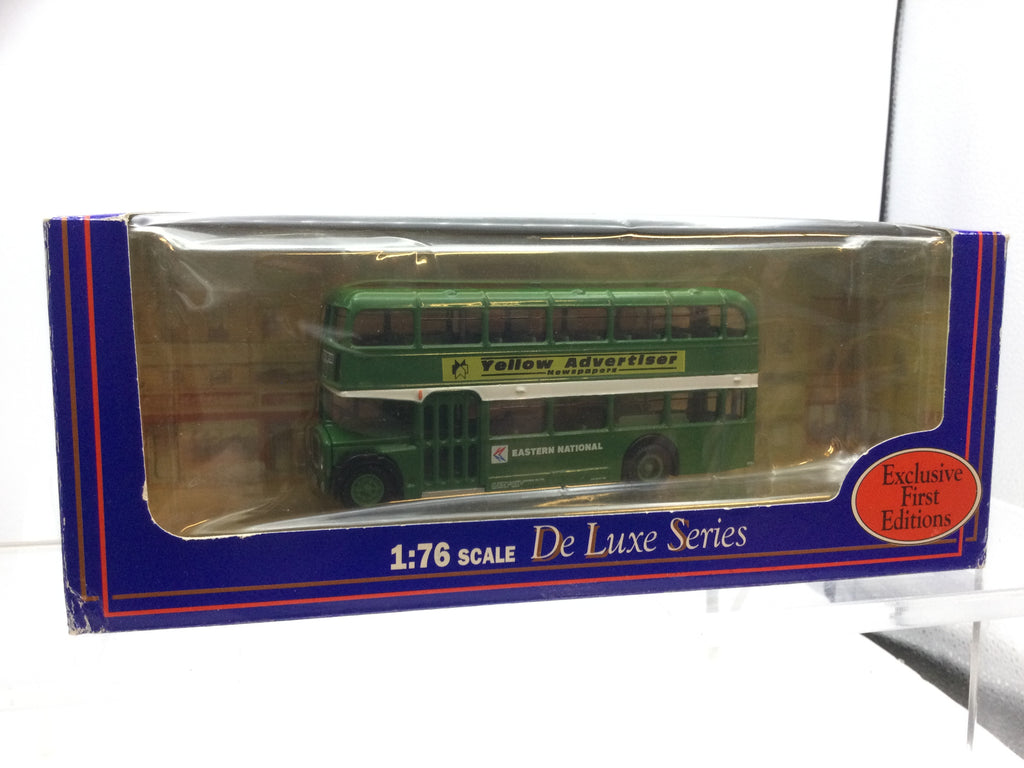 Yellow Advertiser
Newspapers
EASTERN NATIONAL
1:76 SCALE De Luxe Series
Exclusive
First
Editions